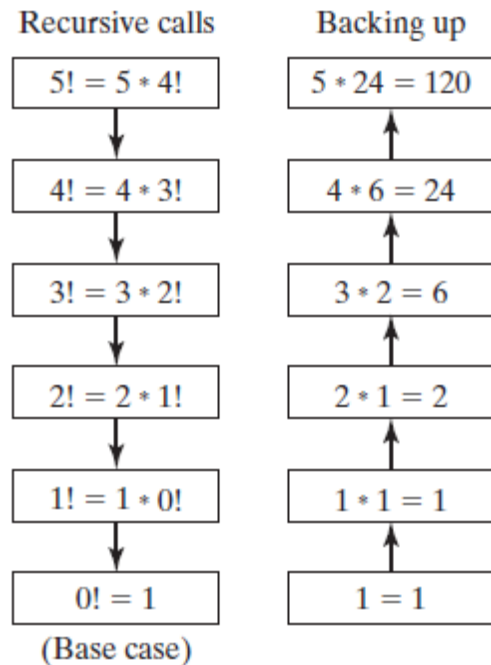 Recursive calls
5! = 5 * 4!
4! = 4 * 3!
3! = 3 * 2!
2! = 2 * 1!
1! = 1 * 0!
0! = 1
(Base case)
Backing up
5 * 24 = 120
4 * 6 = 24
3 * 2 = 6
2 * 1 = 2
1 * 1 = 1
1 = 1